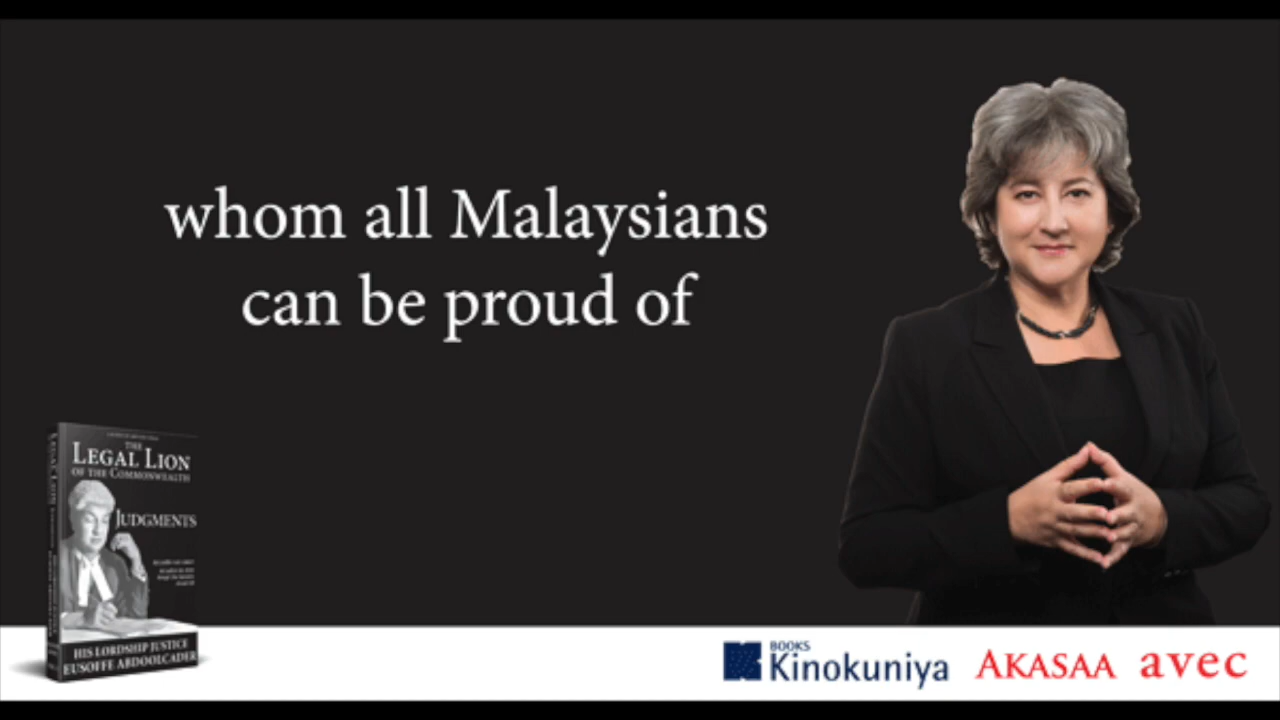 whom all Malaysians
can be proud of
THE
LEGAL LION
OF THE COMMONWEALTH
JUDGMENTS
HIS LORDSHIP JUSTICE
EUSOFFE ABDOOLCADER
BOOKS
Kinokuniya
AKASAA
avec